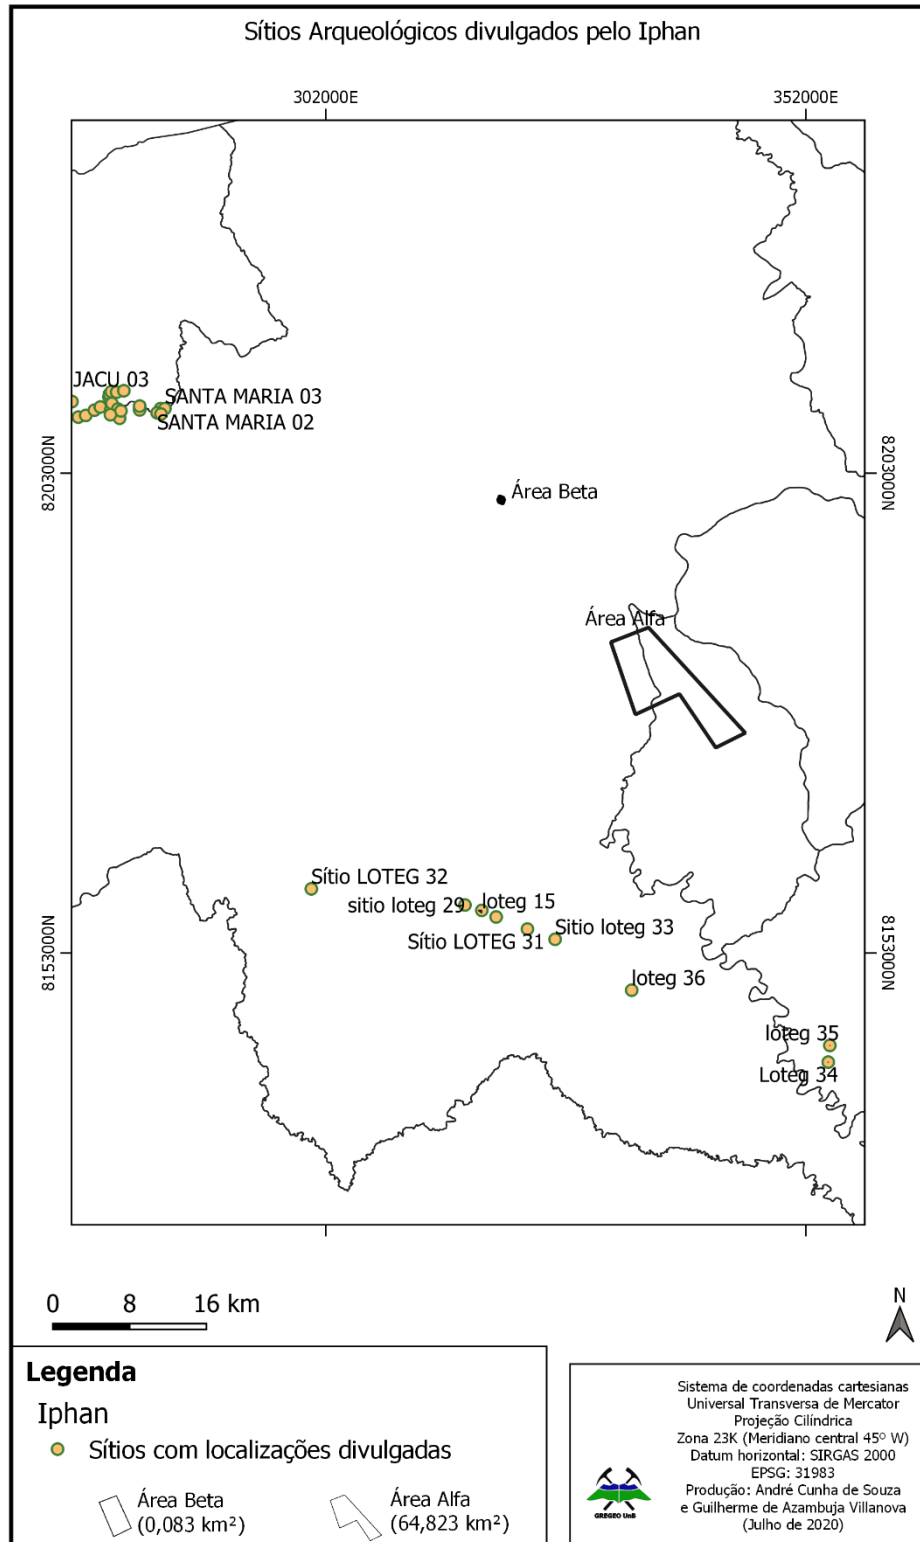 Sítios Arqueológicos divulgados pelo Iphan
302000E
352000E
JACU 03
SANTA MARIA 03
SANTA MARIA 02
8203000N
8203000N
Área Beta
Área Alfa
Sítio LOTEG 32
sitio loteg 29
loteg 15
Sítio LOTEG 31
Sitio loteg 33
8153000N
8153000N
loteg 36
loteg 35
Loteg 34
0 8 16 km
N
Legenda
Iphan
Sítios com localizações divulgadas
Área Beta
(0,083 km²)
Área Alfa
(64,823 km²)
Sistema de coordenadas cartesianas
Universal Transversa de Mercator
Projeção Cilíndrica
Zona 23K (Meridiano central 45º W)
Datum horizontal: SIRGAS 2000
EPSG: 31983
Produção: André Cunha de Souza
e Guilherme de Azambuja Villanova
(Julho de 2020)
GREGEO UnB